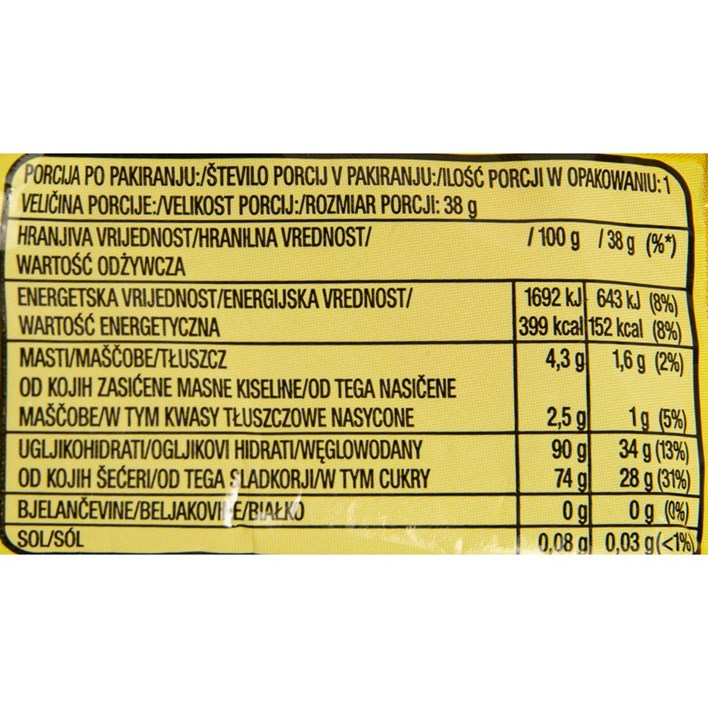 PORCIJA PO PAKIRANJU:/ŠTEVILO PORCIJ V PAKIRANJU:/ILOŚĆ PORCJI W OPAKOWANIU: 1
VELIČINA PORCIJE:/VELIKOST PORCIJ:/ROZMIAR PORCJI: 38 g
HRANJIVA VRIJEDNOST/HRANILNA VREDNOST/ / 100 g / 38 g (%*)
WARTOŚĆ ODŻYWCZA
ENERGETSKA VRIJEDNOST/ENERGIJSKA VREDNOST/ 1692 kJ 643 kJ (8%)
WARTOŚĆ ENERGETYCZNA 399 kcal 152 kcal (8%)
MASTI/MAŠČOBE/TŁUSZCZ 4,3 g 1,6 g (2%)
OD KOJIH ZASIĆENE MASNE KISELINE/OD TEGA NASIČENE
MAŠČOBE/W TYM KWASY TŁUSZCZOWE NASYCONE 2,5 g 1 g (5%)
UGLJIKOHIDRATI/OGLJIKOVI HIDRATI/WĘGLOWODANY 90 g 34 g (13%)
OD KOJIH ŠEĆERI/OD TEGA SLADKORJI/W TYM CUKRY 74 g 28 g (31%)
BJELANČEVINE/BELJAKOVINE/BIAŁKO 0 g 0 g (0%)
SOL/SÓL 0,08 g 0,03 g (<1%)